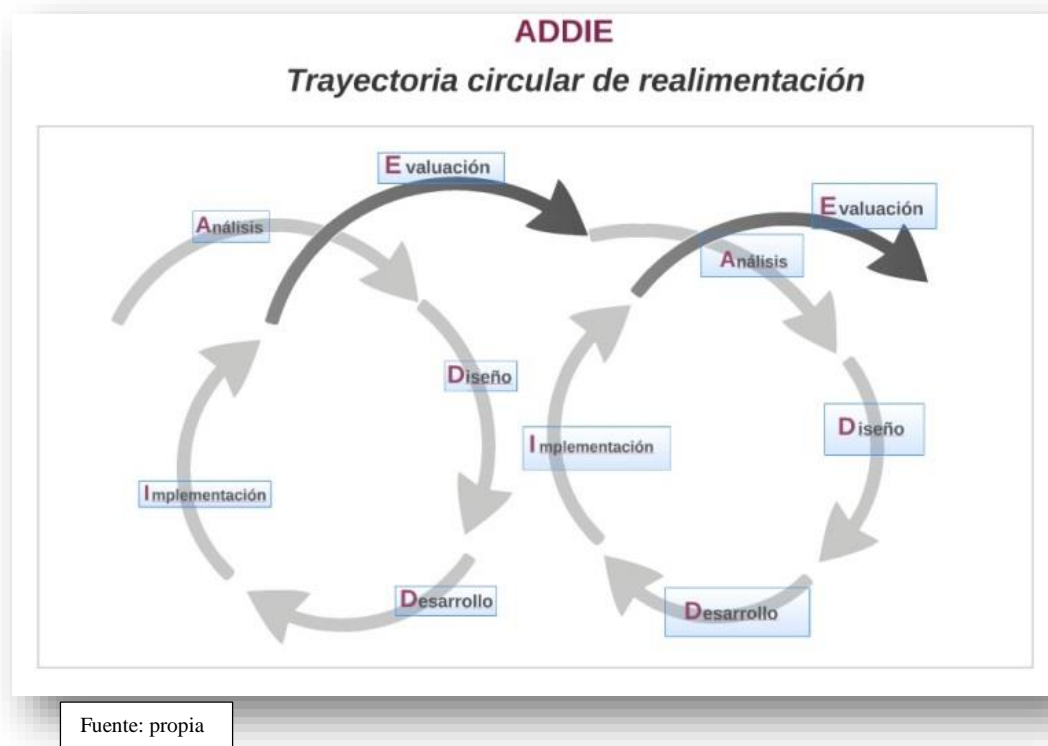 ADDIE
Trayectoria circular de realimentación
Evaluación
Análisis
Diseño
Implementación
Desarrollo
Evaluación
Análisis
Diseño
Implementación
Desarrollo
Fuente: propia